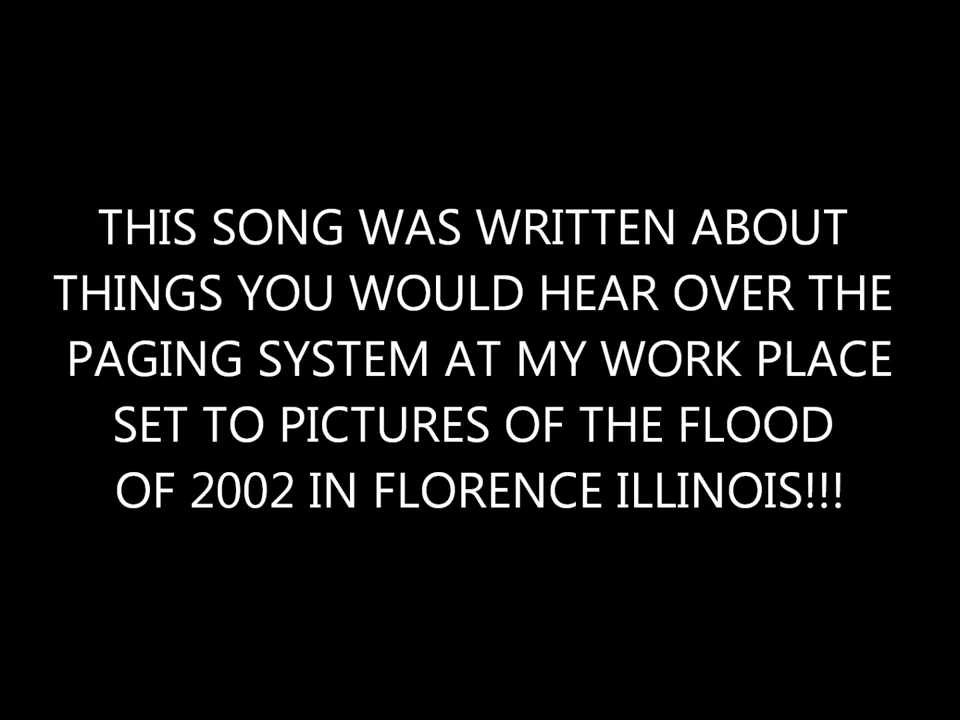 THIS SONG WAS WRITTEN ABOUT
THINGS YOU WOULD HEAR OVER THE
PAGING SYSTEM AT MY WORK PLACE
SET TO PICTURES OF THE FLOOD
OF 2002 IN FLORENCE ILLINOIS!!!